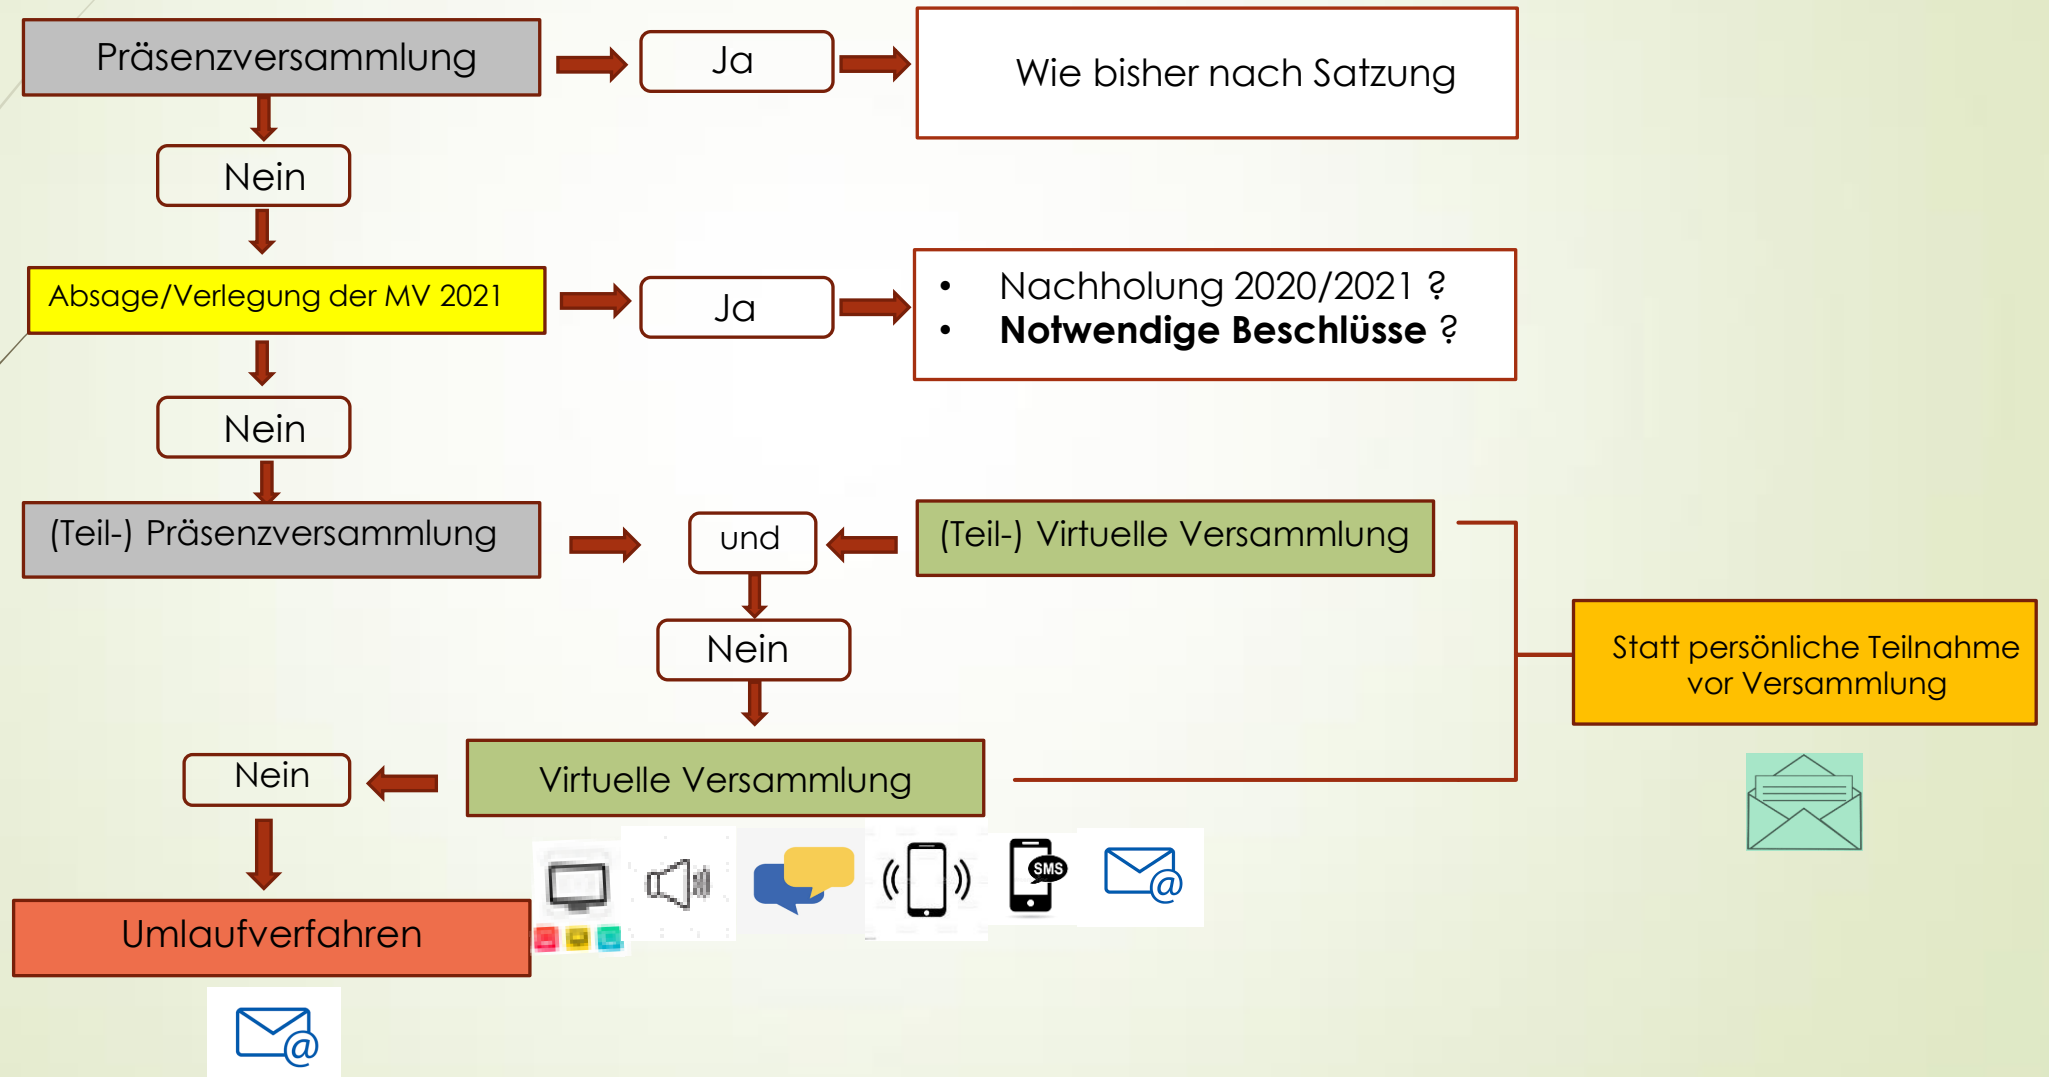 Präsenzversammlung
Ja
Wie bisher nach Satzung
Nein
Absage/Verlegung der MV 2021
Ja
• Nachholung 2020/2021 ?
• Notwendige Beschlüsse ?
Nein
(Teil-) Präsenzversammlung
und
(Teil-) Virtuelle Versammlung
Nein
Statt persönliche Teilnahme
vor Versammlung
Nein
Virtuelle Versammlung
SMS
@
Umlaufverfahren
@